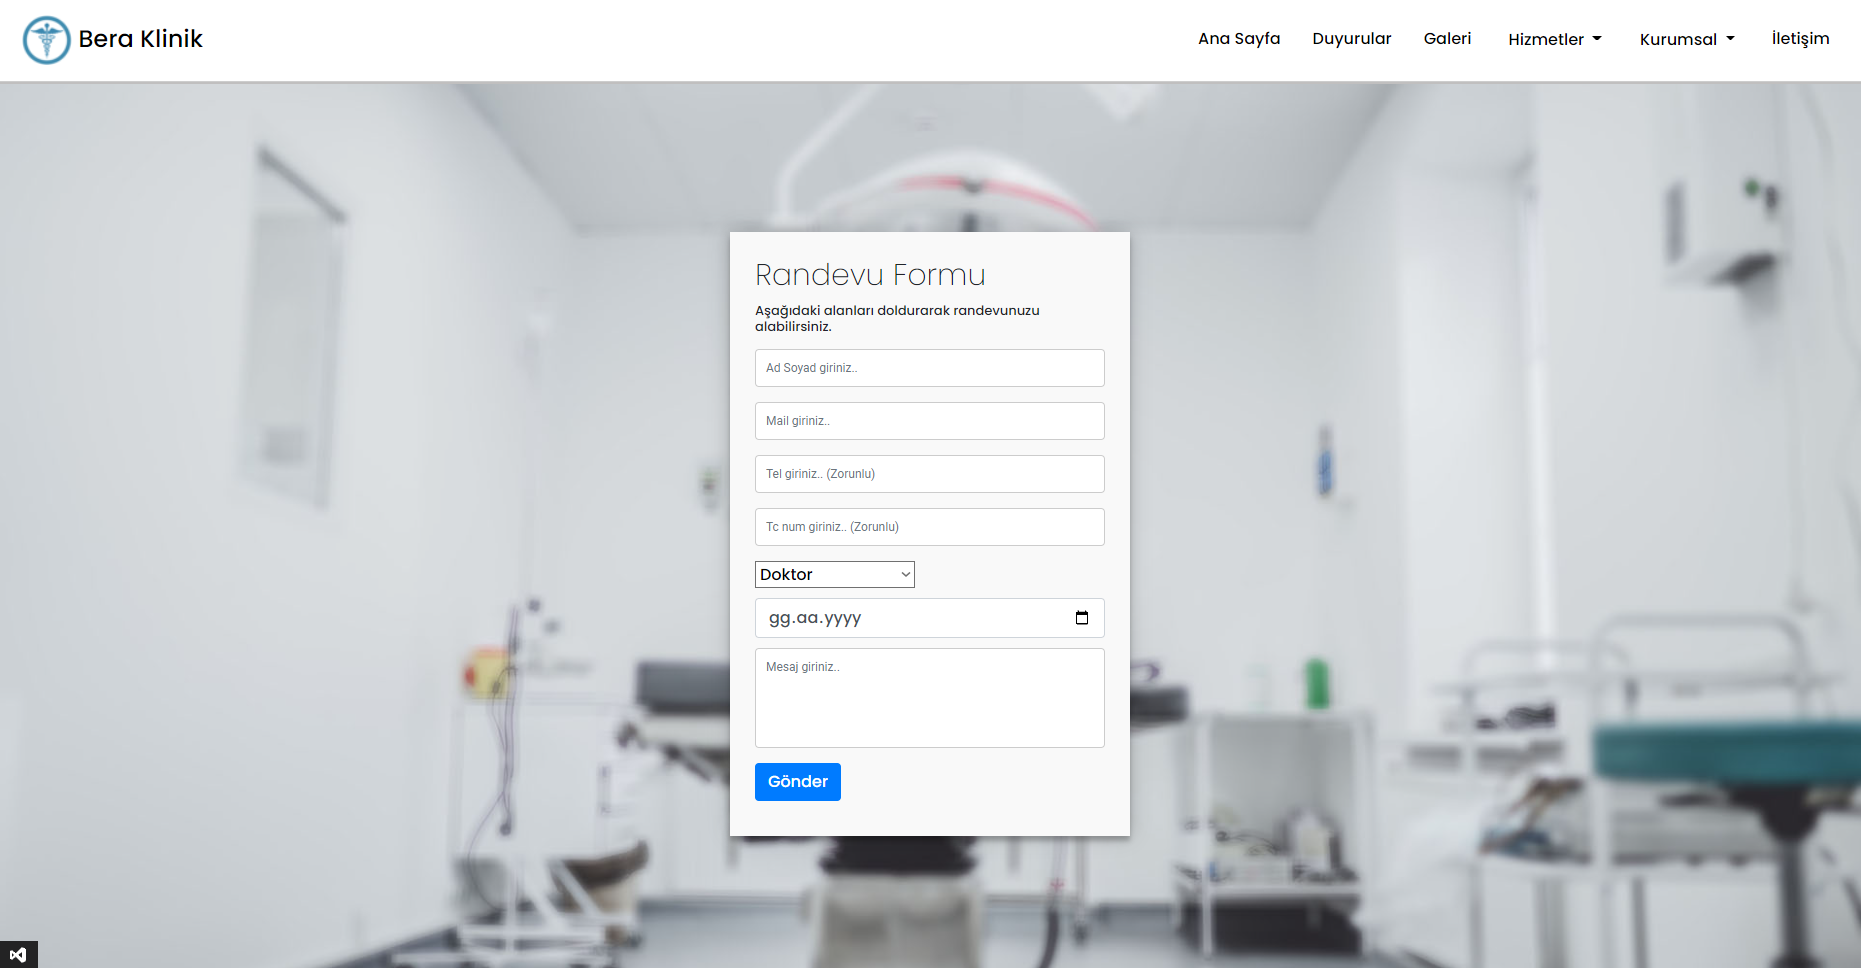 Bera Klinik
Ana Sayfa
Duyurular
Galeri
Hizmetler
Kurumsal
İletişim
Randevu Formu
Aşağıdaki alanları doldurarak randevunuzu
alabilirsiniz.
Ad Soyad giriniz..
Mail giriniz..
Tel giriniz.. (Zorunlu)
Tc num giriniz.. (Zorunlu)
Doktor
gg.aa.yyyy
Mesaj giriniz..
Gönder